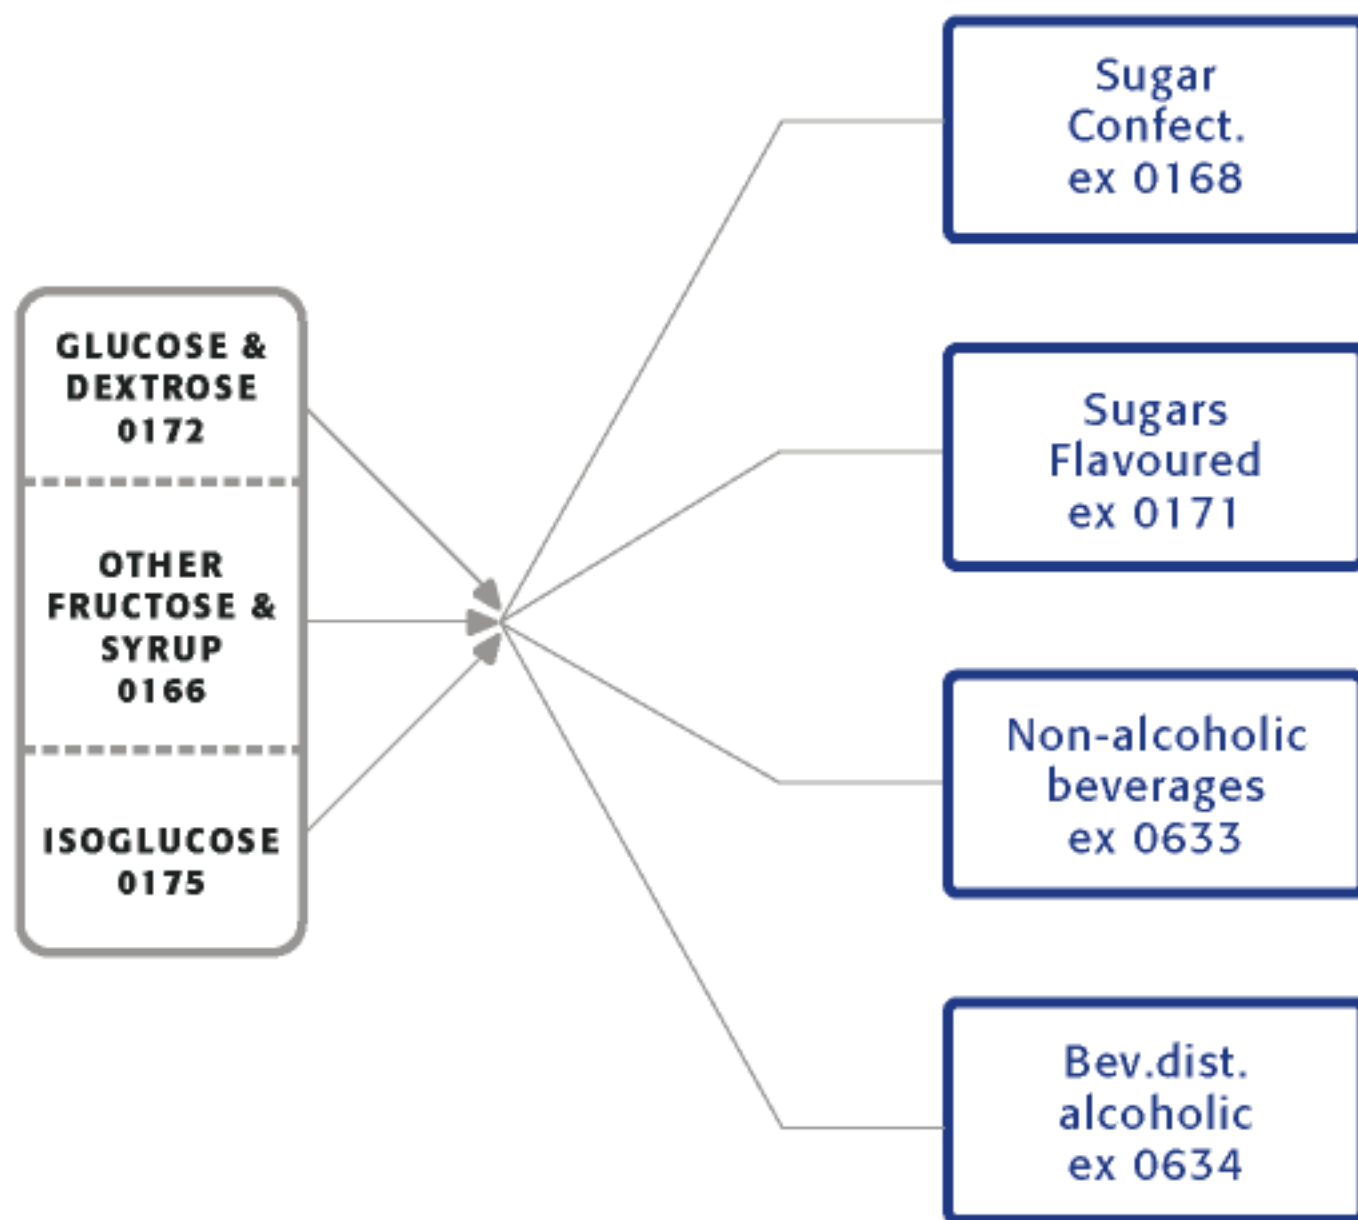 GLUCOSE &
DEXTROSE
0172
OTHER
FRUCTOSE &
SYRUP
0166
ISOGLUCOSE
0175
Sugar
Confect.
ex 0168
Sugars
Flavoured
ex 0171
Non-alcoholic
beverages
ex 0633
Bev.dist.
alcoholic
ex 0634